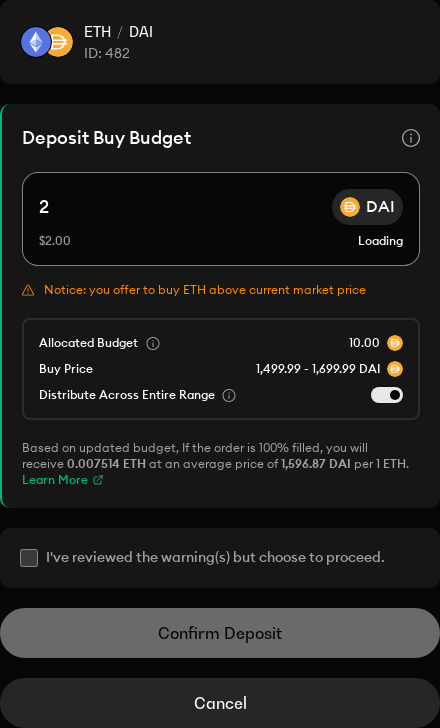 ETH / DAI
ID: 482
Deposit Buy Budget
2
DAI
$2.00
Loading
Notice: you offer to buy ETH above current market price
Allocated Budget
10.00
Buy Price
1,499.99 - 1,699.99 DAI
Distribute Across Entire Range
Based on updated budget, If the order is 100% filled, you will
receive 0.007514 ETH at an average price of 1,596.87 DAI per 1 ETH.
Learn More
I've reviewed the warning(s) but choose to proceed.
Confirm Deposit
Cancel